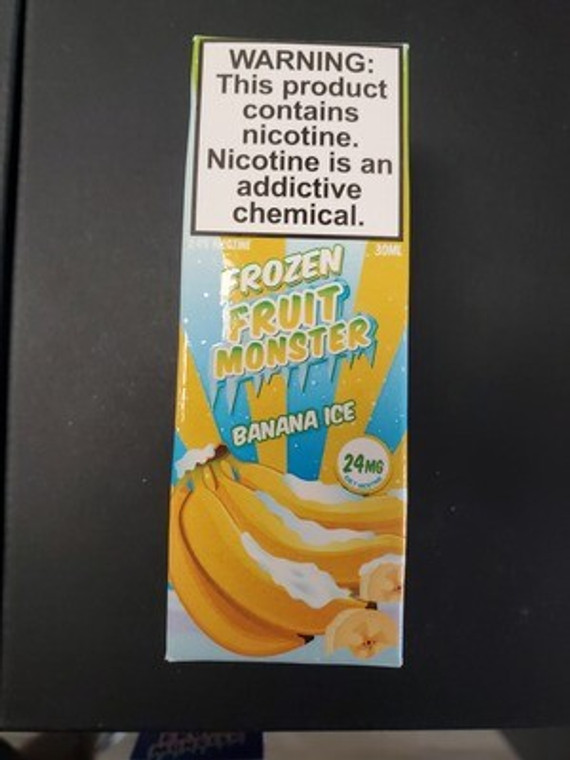 WARNING:
This product
contains
nicotine.
Nicotine is an
addictive
chemical.
30ML
FROZEN
FRUIT
MONSTER
BANANA ICE
24MG